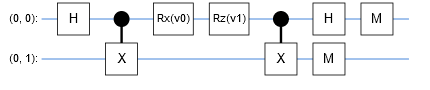 (0, 0): H Rx(v0) Rz(v1) H M
(0, 1): X X M